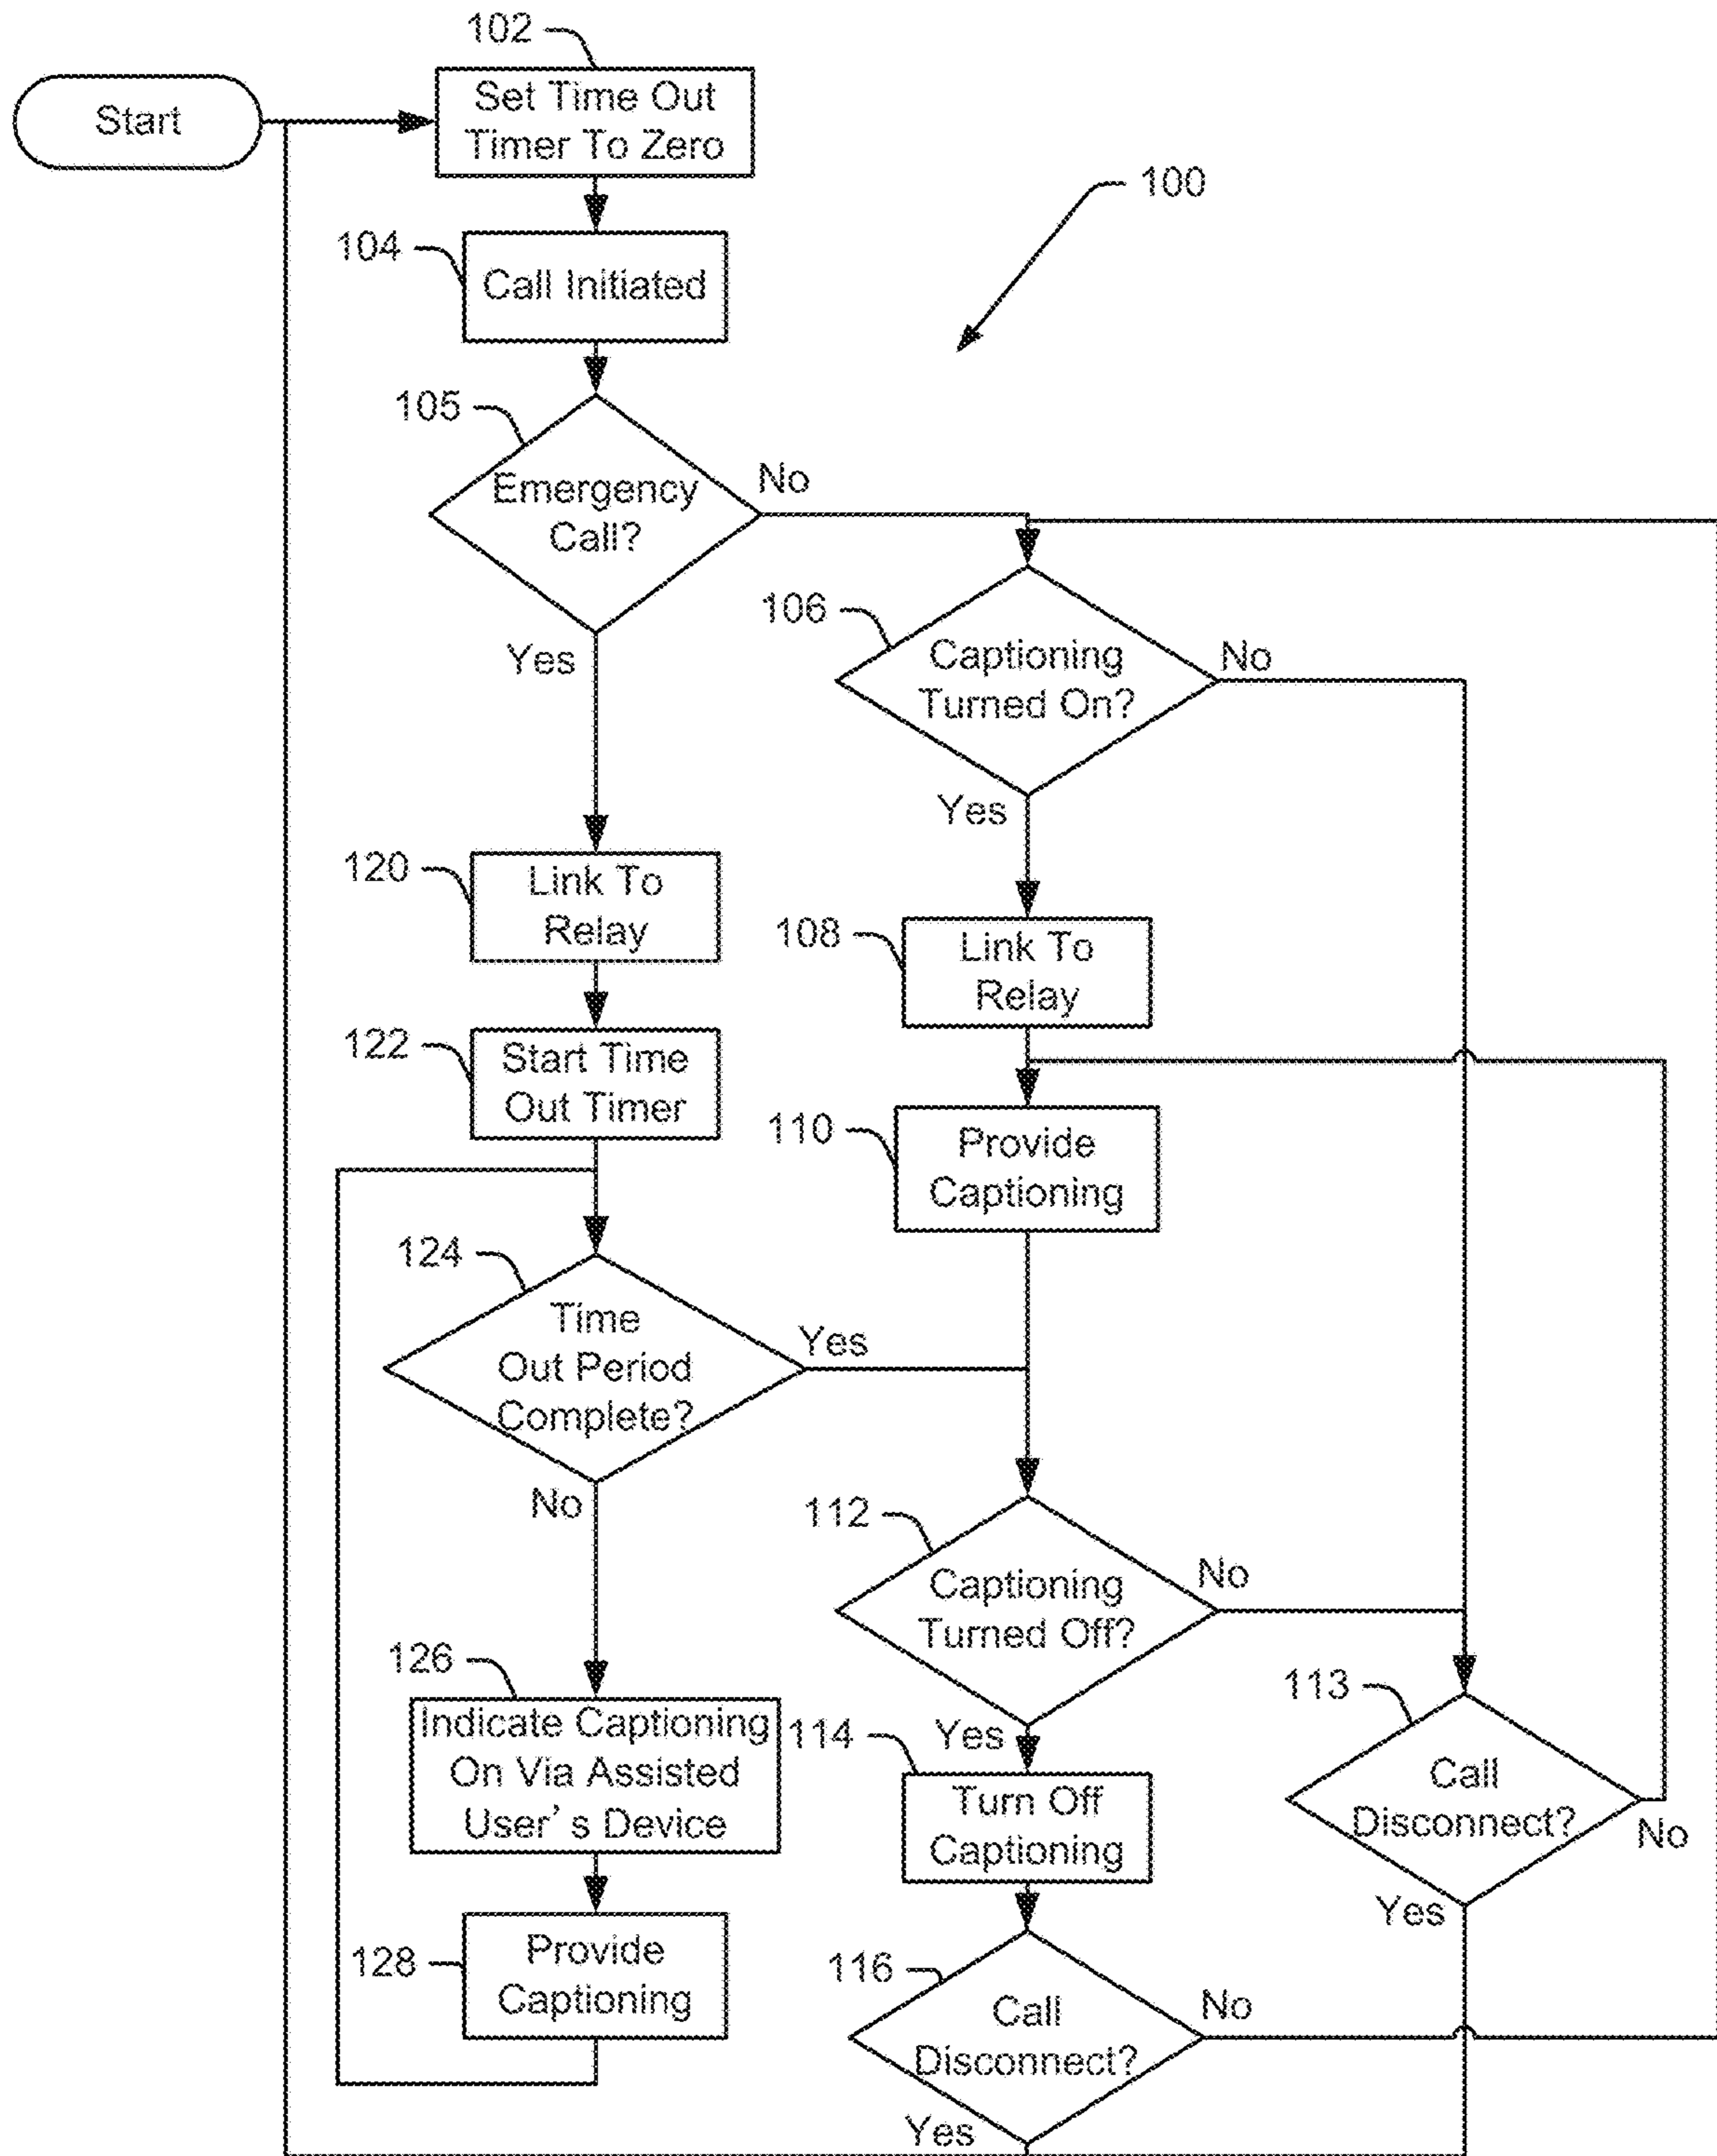 102
Start
Set Time Out
Timer To Zero
100
104
Call Initiated
105
Emergency
Call?
No
Yes
106
Captioning
Turned On?
No
Yes
120
Link To
Relay
108
Link To
Relay
122
Start Time
Out Timer
110
Provide
Captioning
124
Time
Out Period
Complete?
Yes
No
112
Captioning
Turned Off?
No
Yes
126
Indicate Captioning
On Via Assisted
User's Device
114
Turn Off
Captioning
113
Call
Disconnect?
No
Yes
128
Provide
Captioning
116
Call
Disconnect?
No
Yes